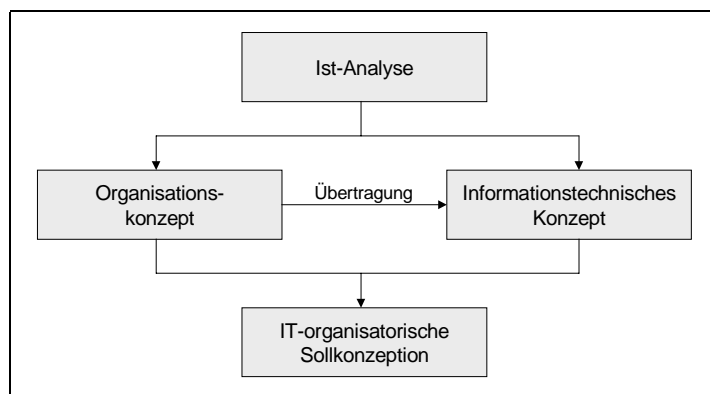 Ist-Analyse
Organisations-
konzept
Übertragung
Informationstechnisches
Konzept
IT-organisatorische
Sollkonzeption